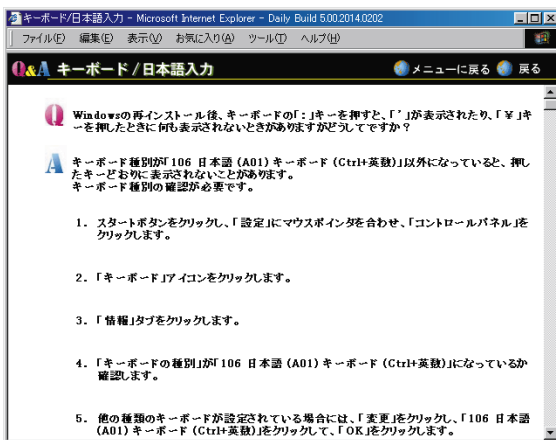 キーボード/日本語入力 - Microsoft Internet Explorer - Daily Build 5.00.2014.0202
ファイル(F) 編集(E) 表示(V) お気に入り(A) ツール(T) ヘルプ(H)
Q&A キーボード/日本語入力 メニューに戻る 戻る
Q Windowsの再インストール後、キーボードの「:」キーを押すと、「'」が表示されたり、「¥」キ
ーを押したときに何も表示されないときがありますがどうしてですか?
A キーボード種別が「106 日本語 (A01) キーボード (Ctrl+英数)」以外になっていると、押し
たキーどおりに表示されないことがあります。
キーボード種別の確認が必要です。
1. スタートボタンをクリックし、「設定」にマウスポインタを合わせ、「コントロールパネル」を
クリックします。
2. 「キーボード」アイコンをクリックします。
3. 「情報」タブをクリックします。
4. 「キーボードの種別」が「106 日本語 (A01) キーボード (Ctrl+英数)」になっているか
確認します。
5. 他の種類のキーボードが設定されている場合には、「変更」をクリックし、「106 日本語
(A01) キーボード (Ctrl+英数)」をクリックして、「OK」をクリックします。